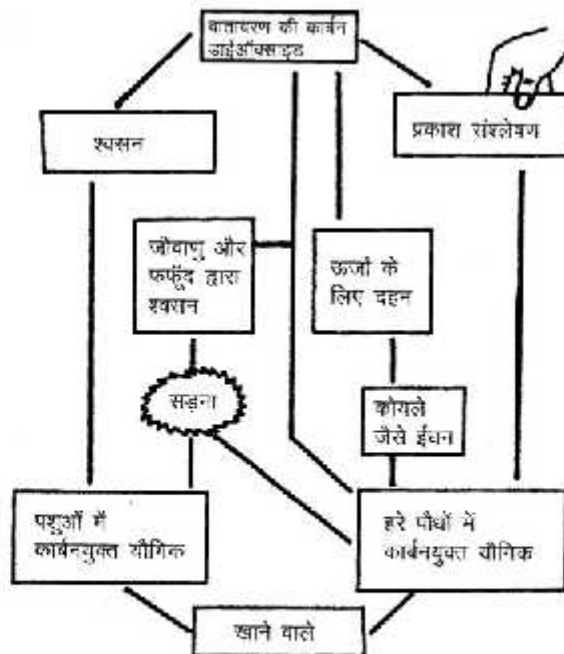 वातावरण की कार्बन
डाईऑक्साइड
श्वसन
प्रकाश संश्लेषण
जीवाणु और
फफूंद द्वारा
श्वसन
ऊर्जा के
लिए दहन
सड़ना
कोयले
जैसे ईंधन
पशुओं में
कार्बनयुक्त यौगिक
हरे पौधों में
कार्बनयुक्त यौगिक
खाने वाले